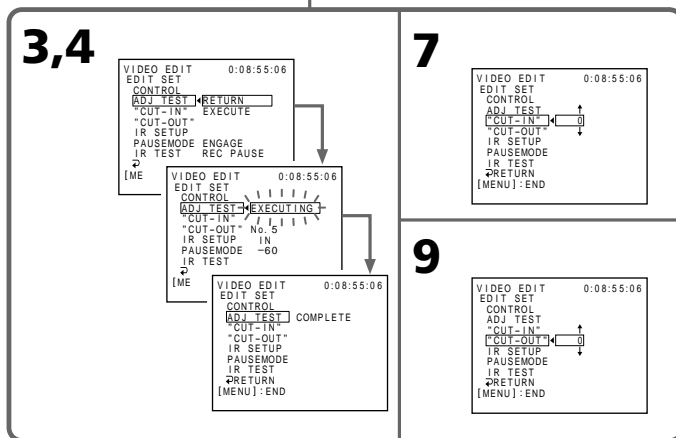 3,4
VIDEO EDIT 0:08:55:06
EDIT SET
CONTROL
ADJ TEST RETURN
"CUT-IN" EXECUTE
"CUT-OUT"
IR SETUP
PAUSEMODE ENGAGE
IR TEST REC PAUSE
[ME
VIDEO EDIT 0:08:55:06
EDIT SET
CONTROL
ADJ TEST EXECUTING
"CUT-IN"
"CUT-OUT" No. 5
IR SETUP IN
PAUSEMODE -60
IR TEST
[ME
VIDEO EDIT 0:08:55:06
EDIT SET
CONTROL
ADJ TEST COMPLETE
"CUT-IN"
"CUT-OUT"
IR SETUP
PAUSEMODE
IR TEST
RETURN
[MENU] : END
7
VIDEO EDIT 0:08:55:06
EDIT SET
CONTROL
ADJ TEST
"CUT-IN" 0
"CUT-OUT"
IR SETUP
PAUSEMODE
IR TEST
RETURN
[MENU] : END
9
VIDEO EDIT 0:08:55:06
EDIT SET
CONTROL
ADJ TEST
"CUT-IN"
"CUT-OUT" 0
IR SETUP
PAUSEMODE
IR TEST
RETURN
[MENU] : END